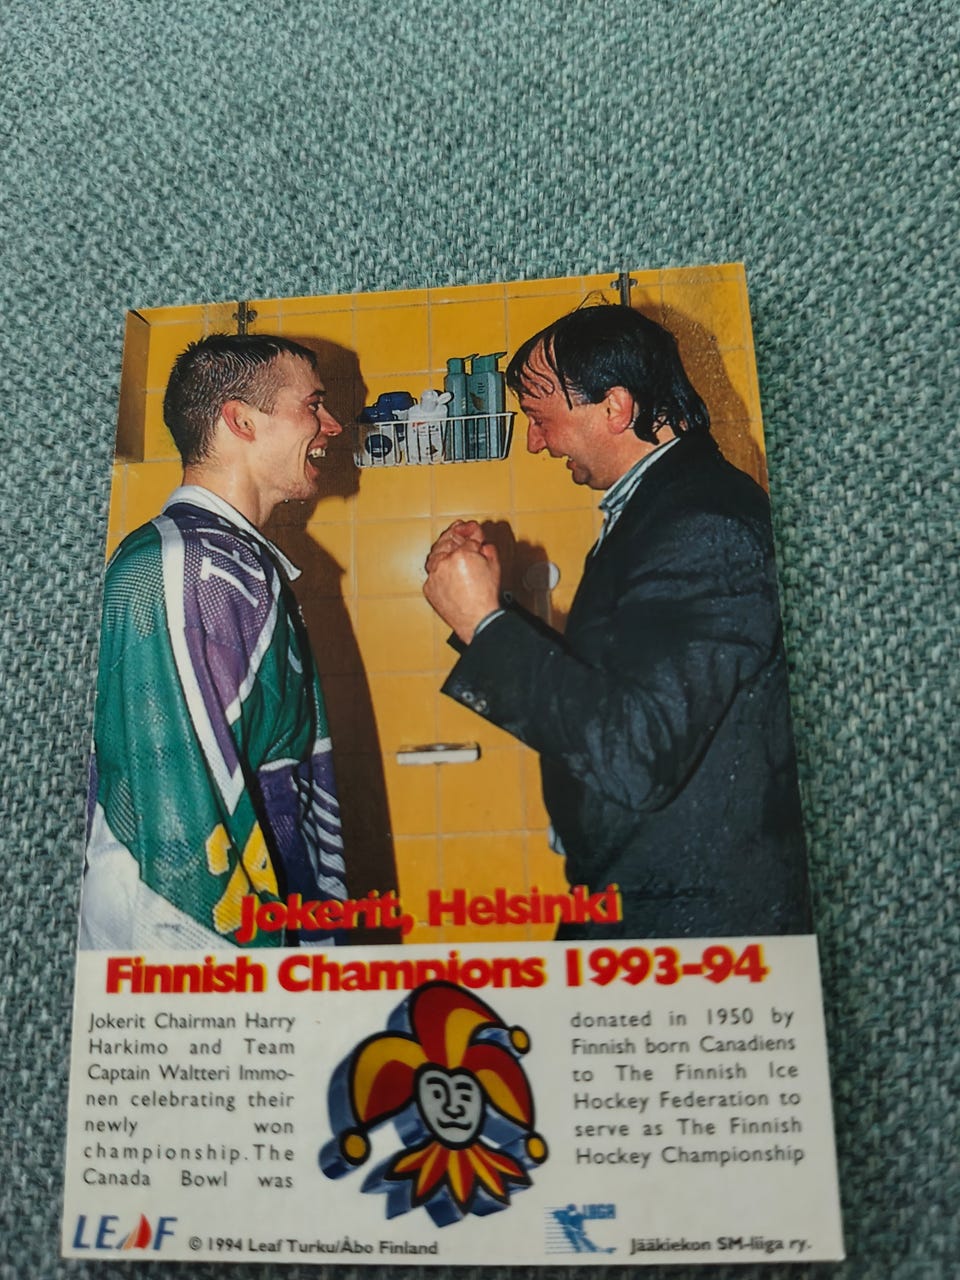 Jokerit, Helsinki
Finnish Champions 1993-94
Jokerit Chairman Harry
Harkimo and Team
Captain Waltteri Immo-
nen celebrating their
newly won
championship.The
Canada Bowl was
donated in 1950 by
Finnish born Canadiens
to The Finnish Ice
Hockey Federation to
serve as The Finnish
Hockey Championship
LEAF
© 1994 Leaf Turku/Åbo Finland
LIIGA
Jääkiekon SM-liiga ry.